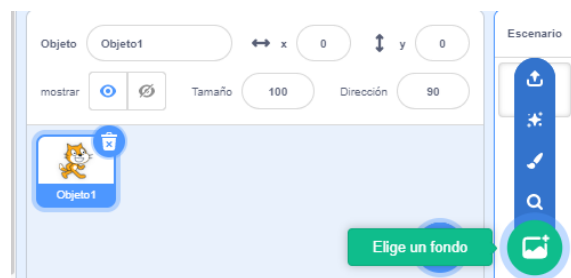 Objeto Objeto1 x 0 y 0
mostrar Tamaño 100 Dirección 90
Objeto1
Escenario
Elige un fondo